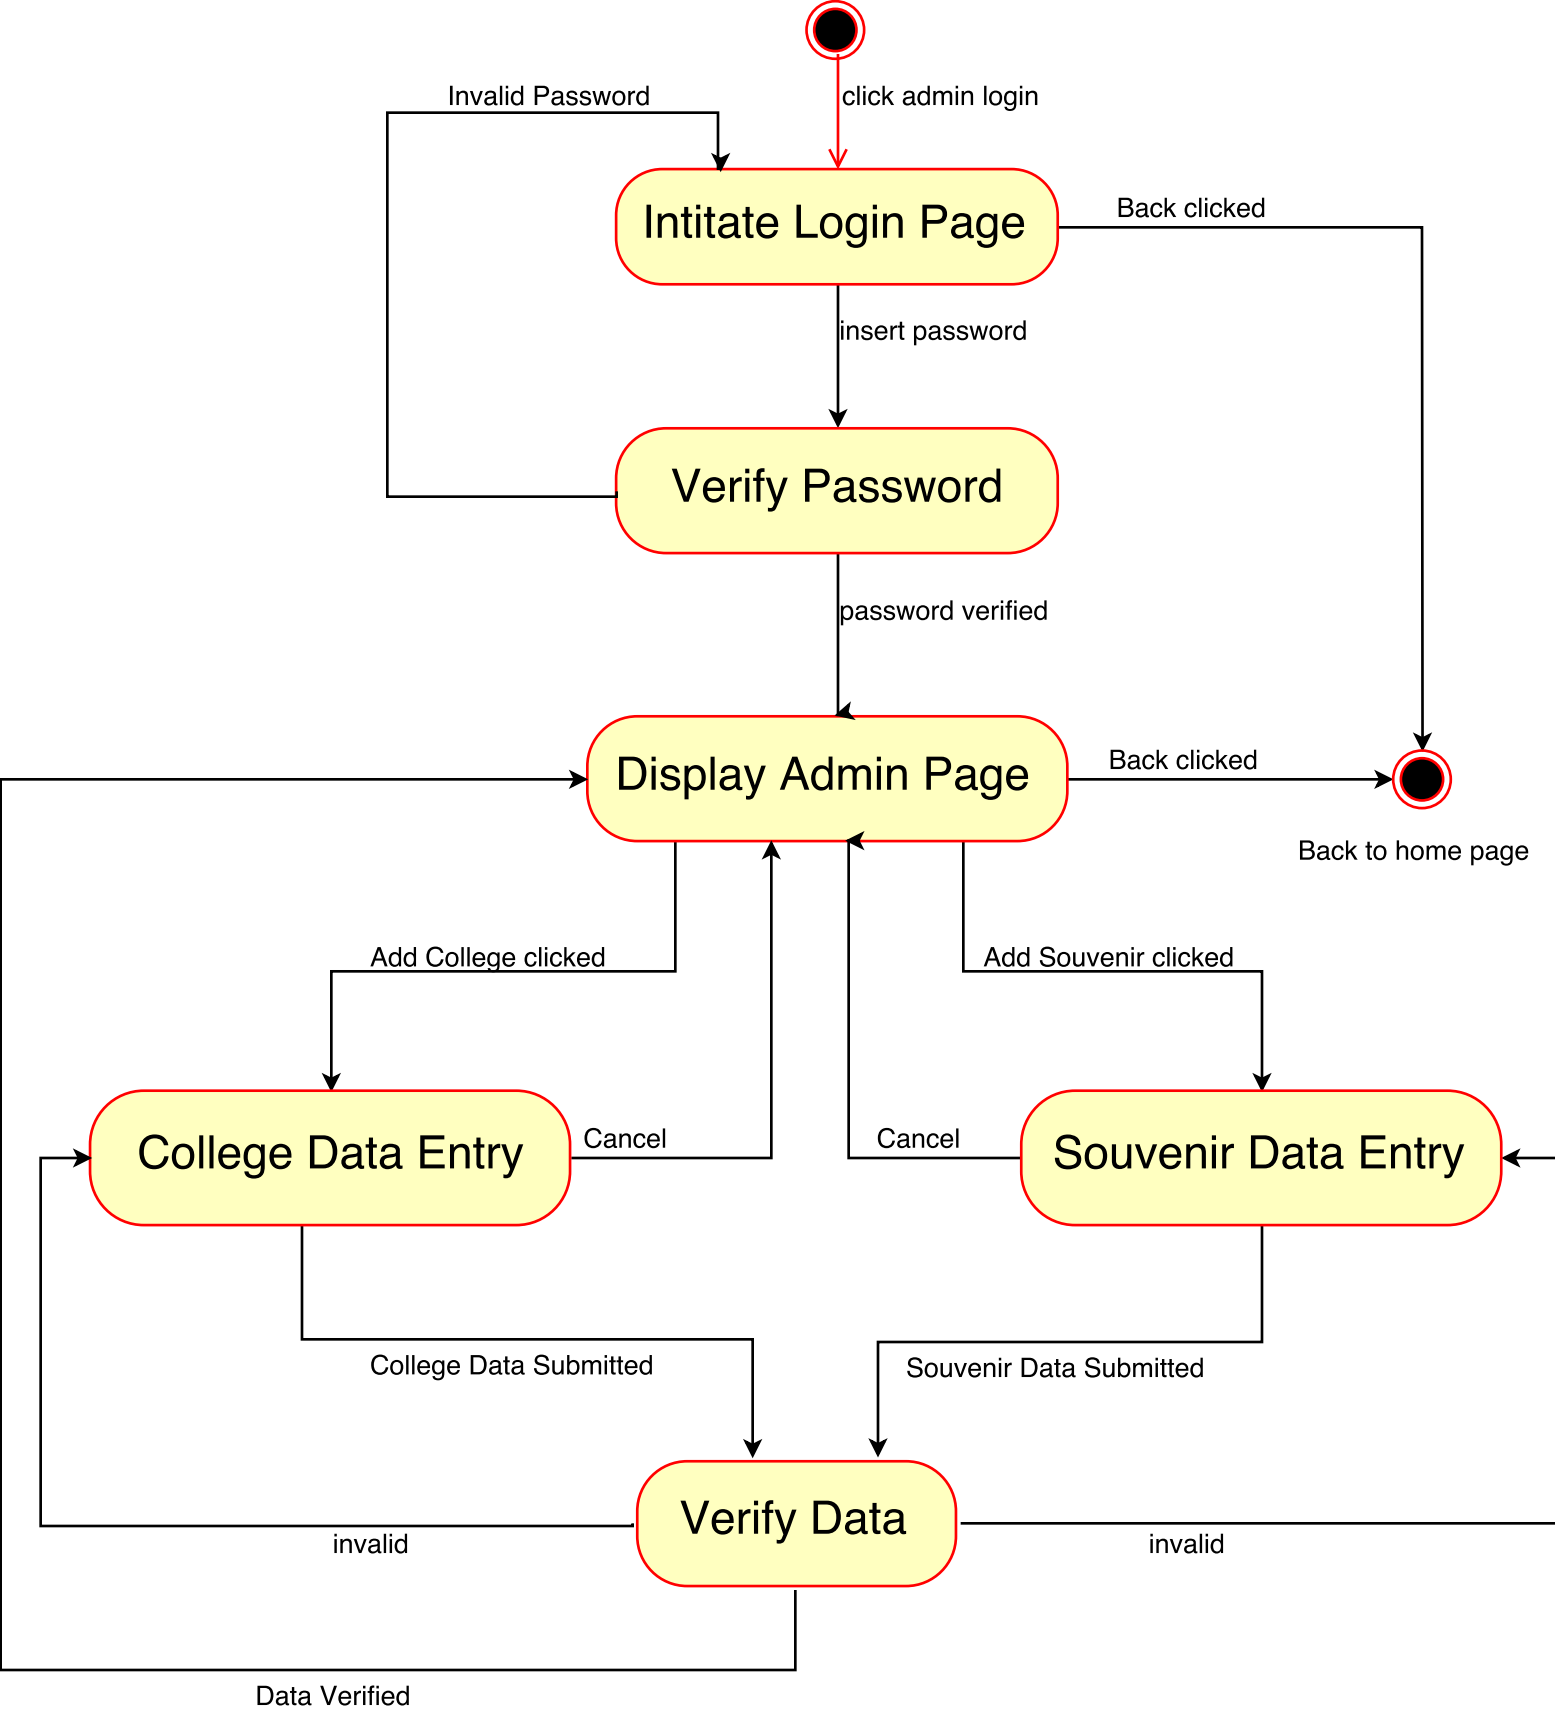 Invalid Password
click admin login
Intitate Login Page
Back clicked
insert password
Verify Password
password verified
Display Admin Page
Back clicked
Back to home page
Add College clicked
Add Souvenir clicked
College Data Entry
Cancel
Cancel
Souvenir Data Entry
College Data Submitted
Souvenir Data Submitted
Verify Data
invalid
invalid
Data Verified